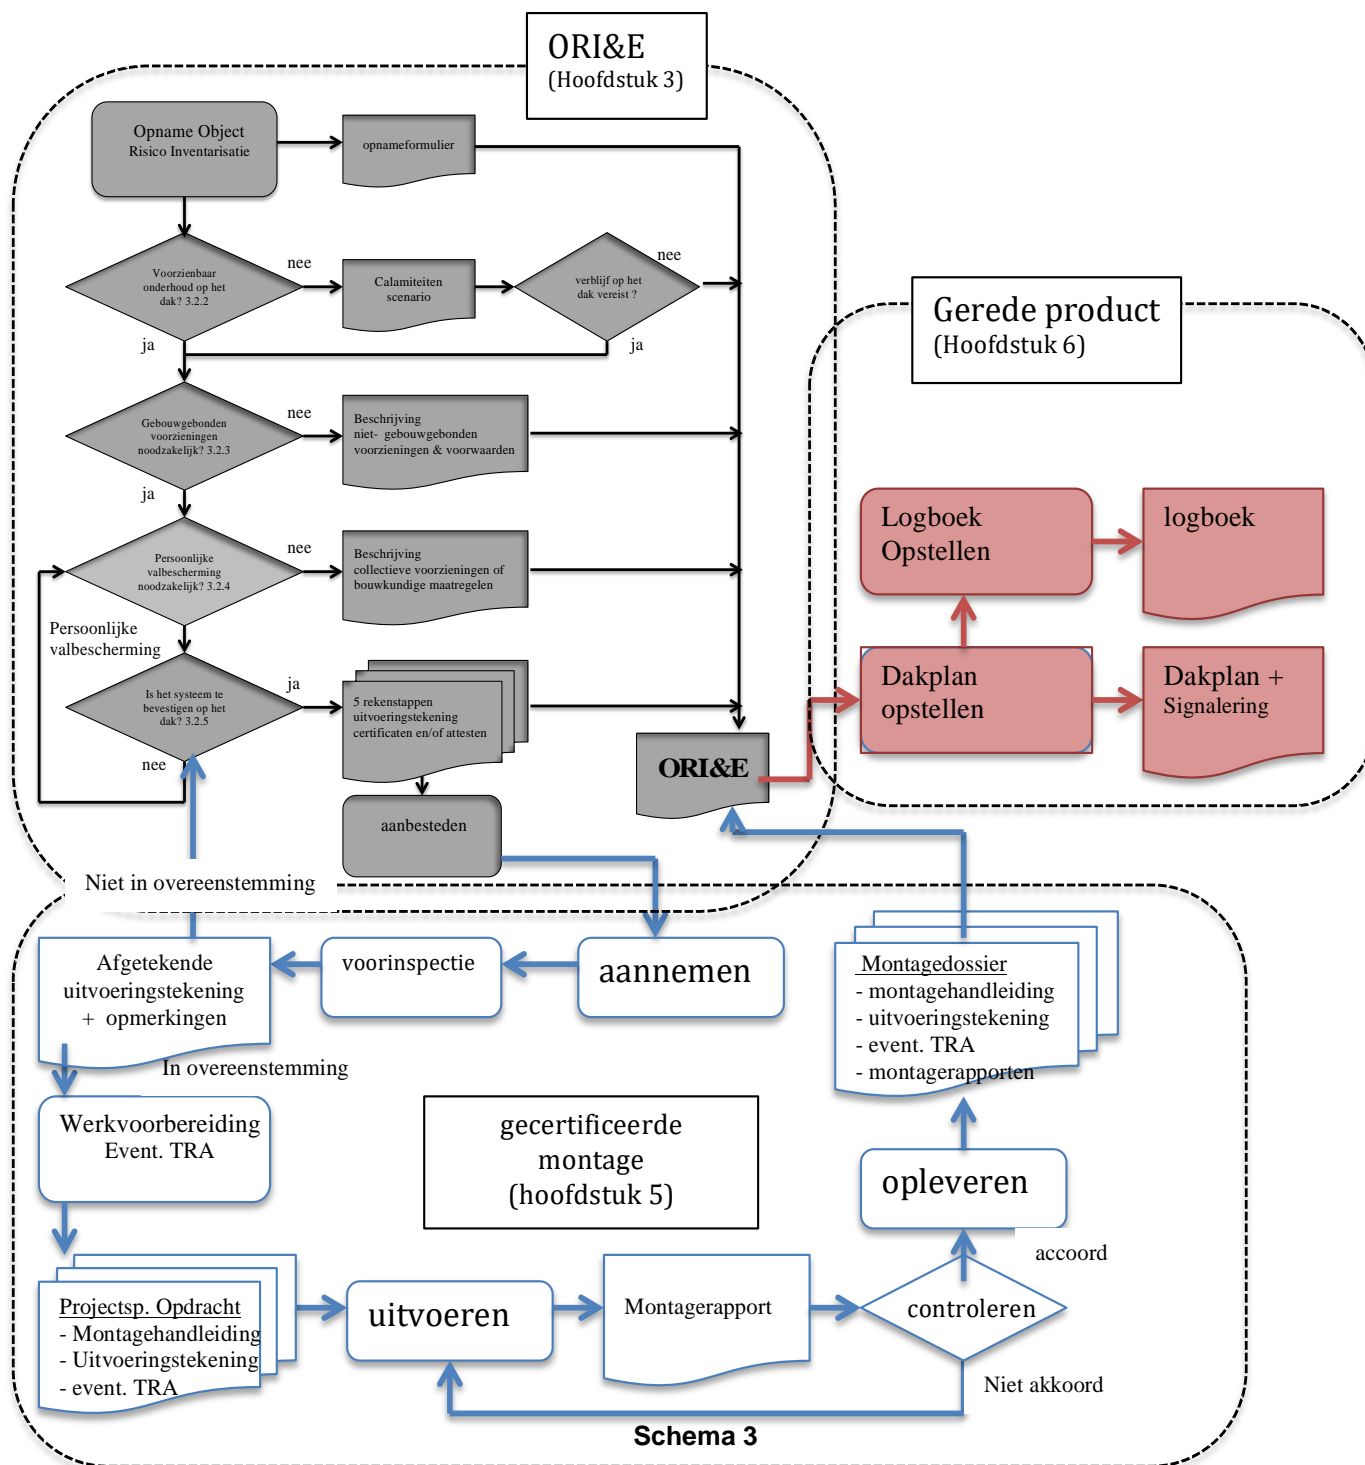 ORI&E
(Hoofdstuk 3)
Opname Object
Risico Inventarisatie
opnameformulier
Voorzienbaar
onderhoud op het
dak? 3.2.2
nee
Calamiteiten
scenario
verblijf op het
dak vereist ?
nee
ja
ja
Gebouwgebonden
voorzieningen
noodzakelijk? 3.2.3
nee
Beschrijving
niet- gebouwgebonden
voorzieningen & voorwaarden
ja
Persoonlijke
valbescherming
noodzakelijk? 3.2.4
nee
Beschrijving
collectieve voorzieningen of
bouwkundige maatregelen
Persoonlijke
valbescherming
Is het systeem te
bevestigen op het
dak? 3.2.5
ja
5 rekenstappen
uitvoeringstekening
certificaten en/of attesten
nee
aanbesteden
ORI&E
Gerede product
(Hoofdstuk 6)
Logboek
Opstellen
logboek
Dakplan
opstellen
Dakplan +
Signalering
Niet in overeenstemming
Afgetekende
uitvoeringstekening
+ opmerkingen
voorinspectie
aannemen
Montagedossier
- montagehandleiding
- uitvoeringstekening
- event. TRA
- montagerapporten
In overeenstemming
Werkvoorbereiding
Event. TRA
gecertificeerde
montage
(hoofdstuk 5)
opleveren
accoord
Projectsp. Opdracht
- Montagehandleiding
- Uitvoeringstekening
- event. TRA
uitvoeren
Montagerapport
controleren
Niet akkoord
Schema 3